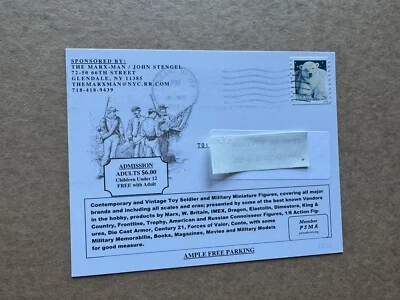 SPONSORED BY:
THE MARX-MAN / JOHN STENGEL
72-50 66TH STREET
GLENDALE, NY 11385
THEMARXMAN@NYC.RR.COM
718-418-9439
TO:
ADMISSION
ADULTS $6.00
Children Under 12
FREE with Adult
Contemporary and Vintage Toy Soldier and Military Miniature Figures, covering all major
brands and including all scales and eras; presented by some of the best known Vendors
in the hobby, products by Marx, W. Britain, IMEX, Dragon, Elastolin, Dimestore, King &
Country, Frontline, Trophy, American and Russian Connoisseur Figures, 1/6 Action Fig-
ures, Die Cast Armor, Century 21, Forces of Valor, Conte, with some
Military Memorabilia, Books, Magazines, Movies and Military Models
for good measure.
Member
PSMA
AMPLE FREE PARKING